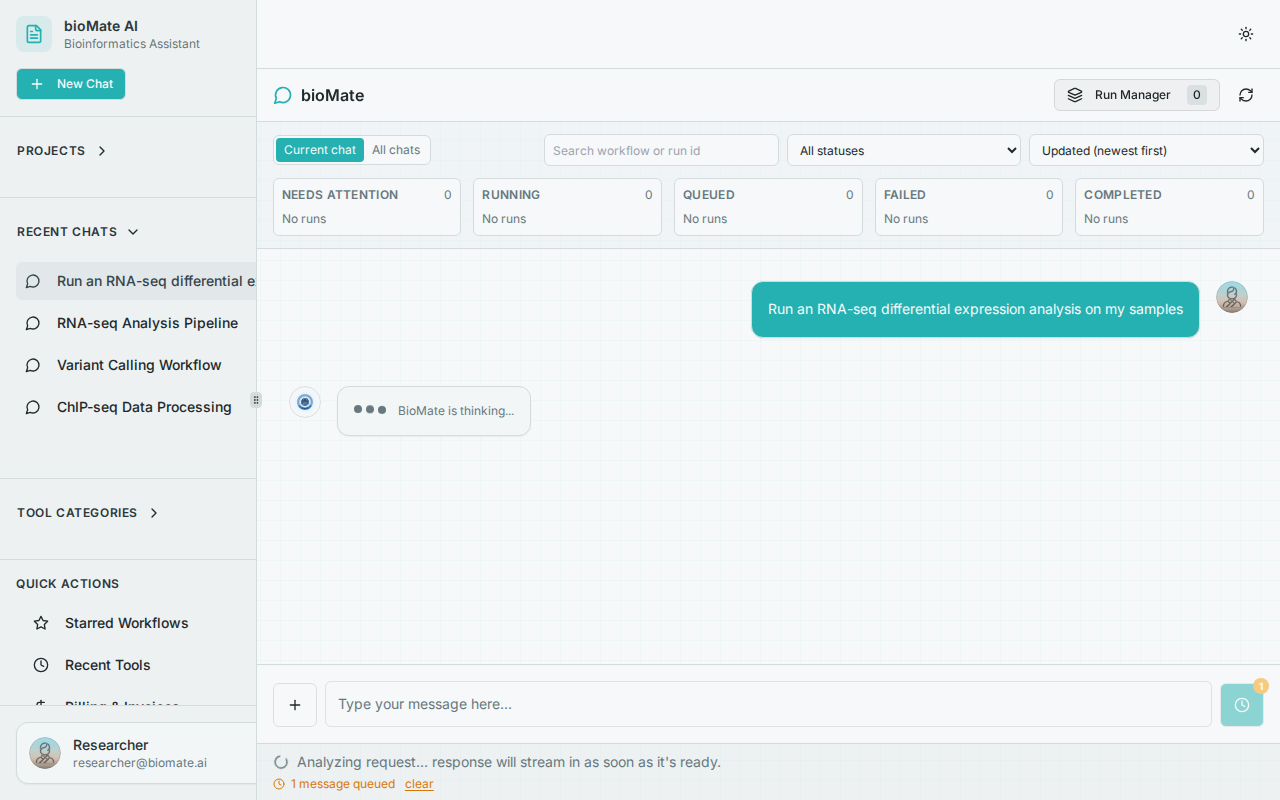 bioMate AI
Bioinformatics Assistant
New Chat
PROJECTS
RECENT CHATS
Run an RNA-seq differential e
RNA-seq Analysis Pipeline
Variant Calling Workflow
ChIP-seq Data Processing
TOOL CATEGORIES
QUICK ACTIONS
Starred Workflows
Recent Tools
Billing & Invoices
Researcher
researcher@biomate.ai
bioMate
Run Manager 0
Current chat All chats
Search workflow or run id
All statuses
Updated (newest first)
NEEDS ATTENTION 0
No runs
RUNNING 0
No runs
QUEUED 0
No runs
FAILED 0
No runs
COMPLETED 0
No runs
Run an RNA-seq differential expression analysis on my samples
BioMate is thinking...
Type your message here...
1
Analyzing request... response will stream in as soon as it's ready.
1 message queued clear